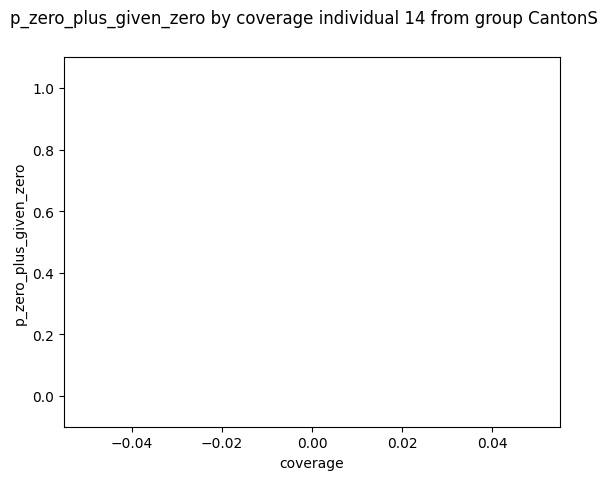 p_zero_plus_given_zero by coverage individual 14 from group CantonS
1.0
0.8
0.6
0.4
0.2
0.0
p_zero_plus_given_zero
−0.04 −0.02 0.00 0.02 0.04
coverage